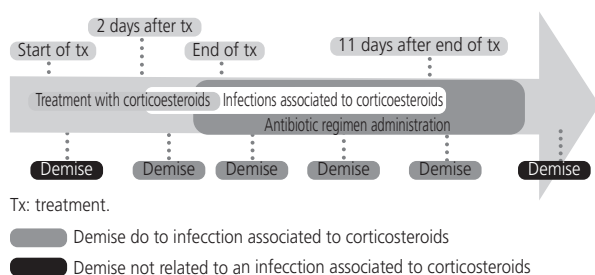 2 days after tx
Start of tx
End of tx
11 days after end of tx
Treatment with corticoesteroids
Infections associated to corticoesteroids
Antibiotic regimen administration
Demise
Demise
Demise
Demise
Demise
Demise
Tx: treatment.
Demise do to infecction associated to corticosteroids
Demise not related to an infecction associated to corticosteroids